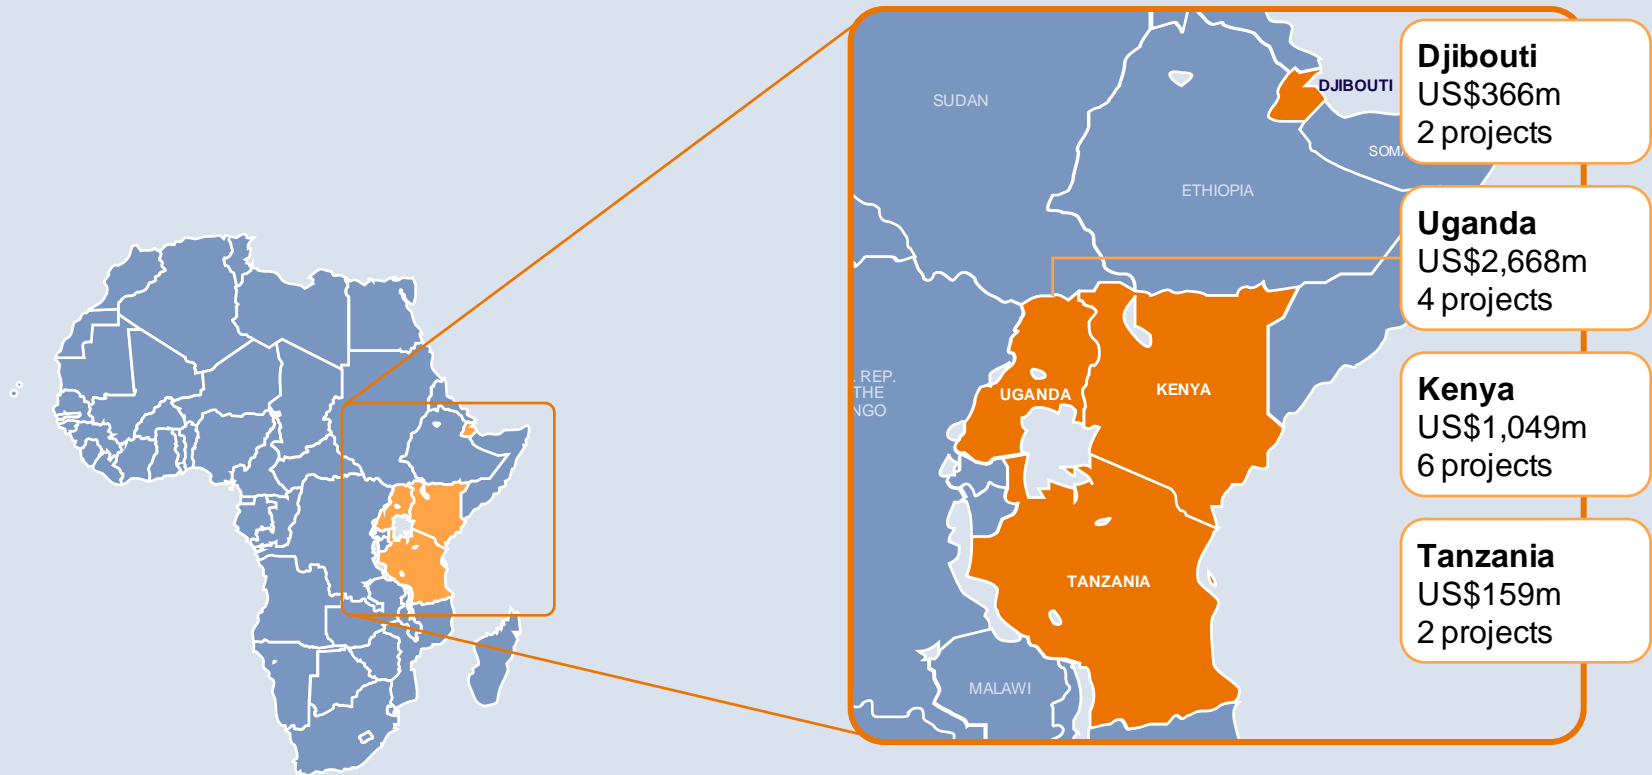 SUDAN
DJIBOUTI
ETHIOPIA
REP.
THE
UGANDA
KENYA
TANZANIA
MALAWI
Djibouti
US$366m
2 projects
Uganda
US$2,668m
4 projects
Kenya
US$1,049m
6 projects
Tanzania
US$159m
2 projects